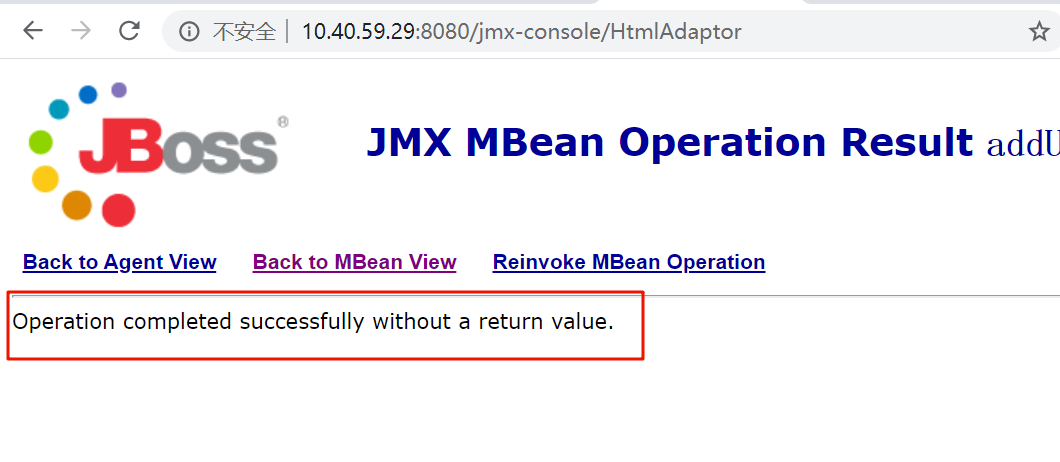 不安全 | 10.40.59.29:8080/jmx-console/HtmlAdaptor
JBoss®
JMX MBean Operation Result addU
Back to Agent View Back to MBean View Reinvoke MBean Operation
Operation completed successfully without a return value.